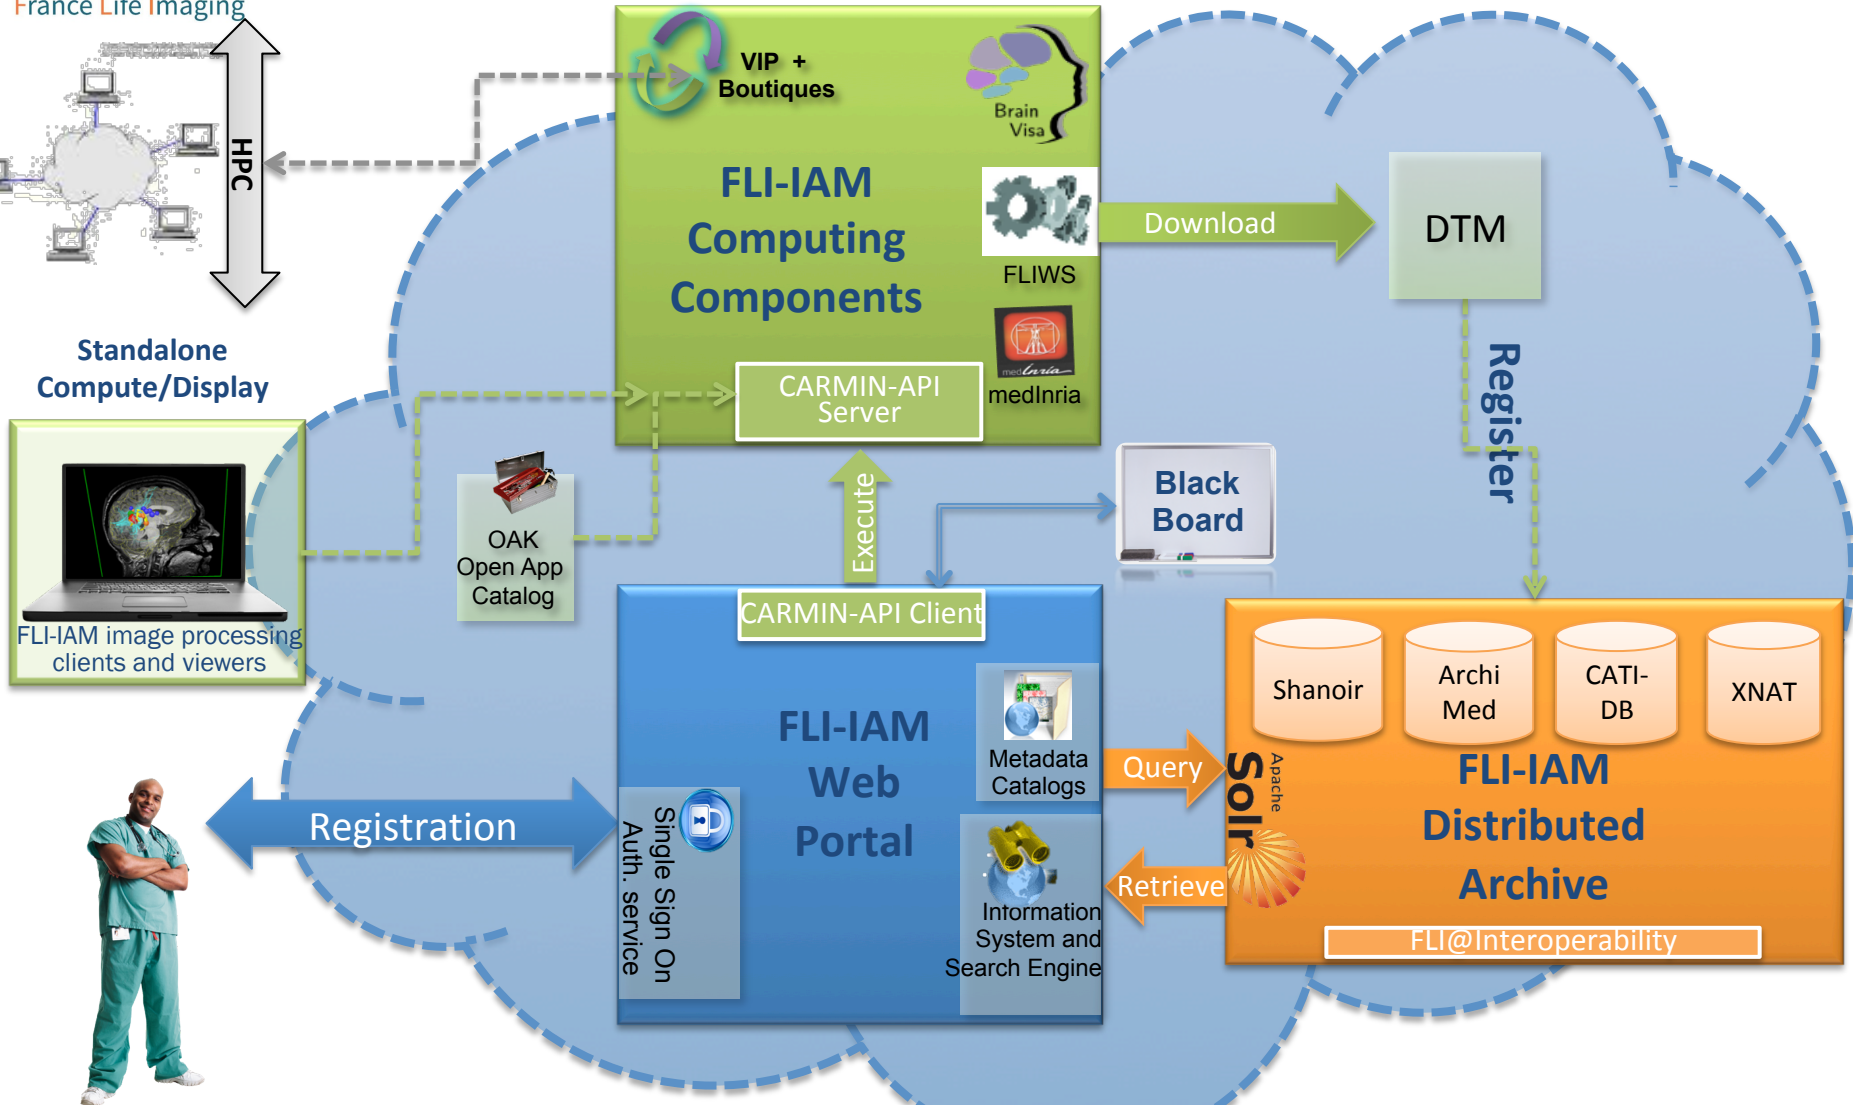 France Life Imaging
HPC
VIP +
Boutiques
Brain
Visa
FLI-IAM
Computing
Components
FLIWS
medInria
medInria
CARMIN-API
Server
Download
DTM
Register
Standalone
Compute/Display
FLI-IAM image processing
clients and viewers
OAK
Open App
Catalog
Execute
Black
Board
CARMIN-API Client
FLI-IAM
Web
Portal
Metadata
Catalogs
Information
System and
Search Engine
Single Sign On
Auth. service
Registration
Query
Retrieve
Apache
Solr
Shanoir
Archi
Med
CATI-
DB
XNAT
FLI-IAM
Distributed
Archive
FLI@Interoperability